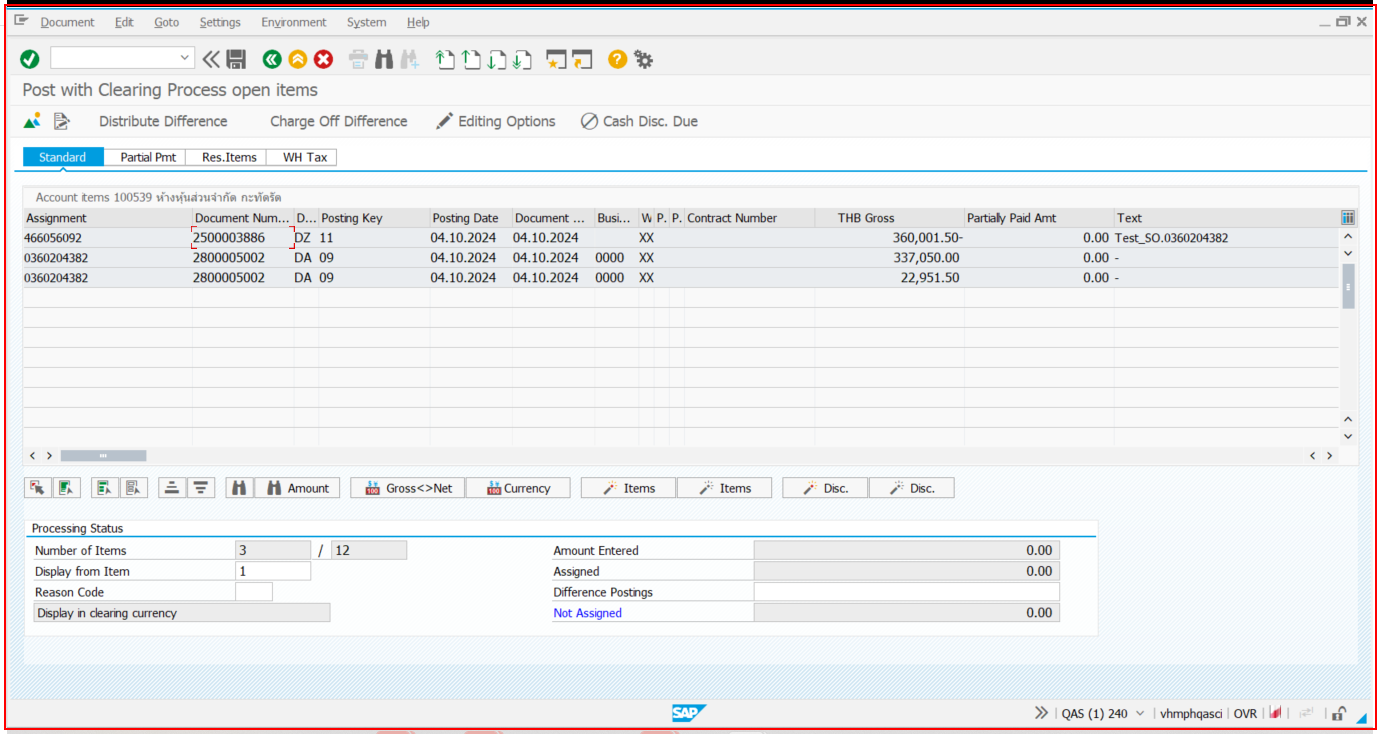 Document Edit Goto Settings Environment System Help
Post with Clearing Process open items
Distribute Difference Charge Off Difference Editing Options Cash Disc. Due
Standard Partial Pmt Res.Items WH Tax
Account items 100539 ห้างหุ้นส่วนจำกัด กะทัดรัด
Assignment Document Num... D... Posting Key Posting Date Document ... Busi... W P. P. Contract Number THB Gross Partially Paid Amt Text
466056092 2500003886 DZ 11 04.10.2024 04.10.2024 XX 360,001.50- 0.00 Test_SO.0360204382
0360204382 2800005002 DA 09 04.10.2024 04.10.2024 0000 XX 337,050.00 0.00 -
0360204382 2800005002 DA 09 04.10.2024 04.10.2024 0000 XX 22,951.50 0.00 -
Amount Gross<>Net Currency Items Items Disc. Disc.
Processing Status
Number of Items 3 / 12 Amount Entered 0.00
Display from Item 1 Assigned 0.00
Reason Code Difference Postings
Display in clearing currency Not Assigned 0.00
SAP QAS (1) 240 vhmphqasci OVR